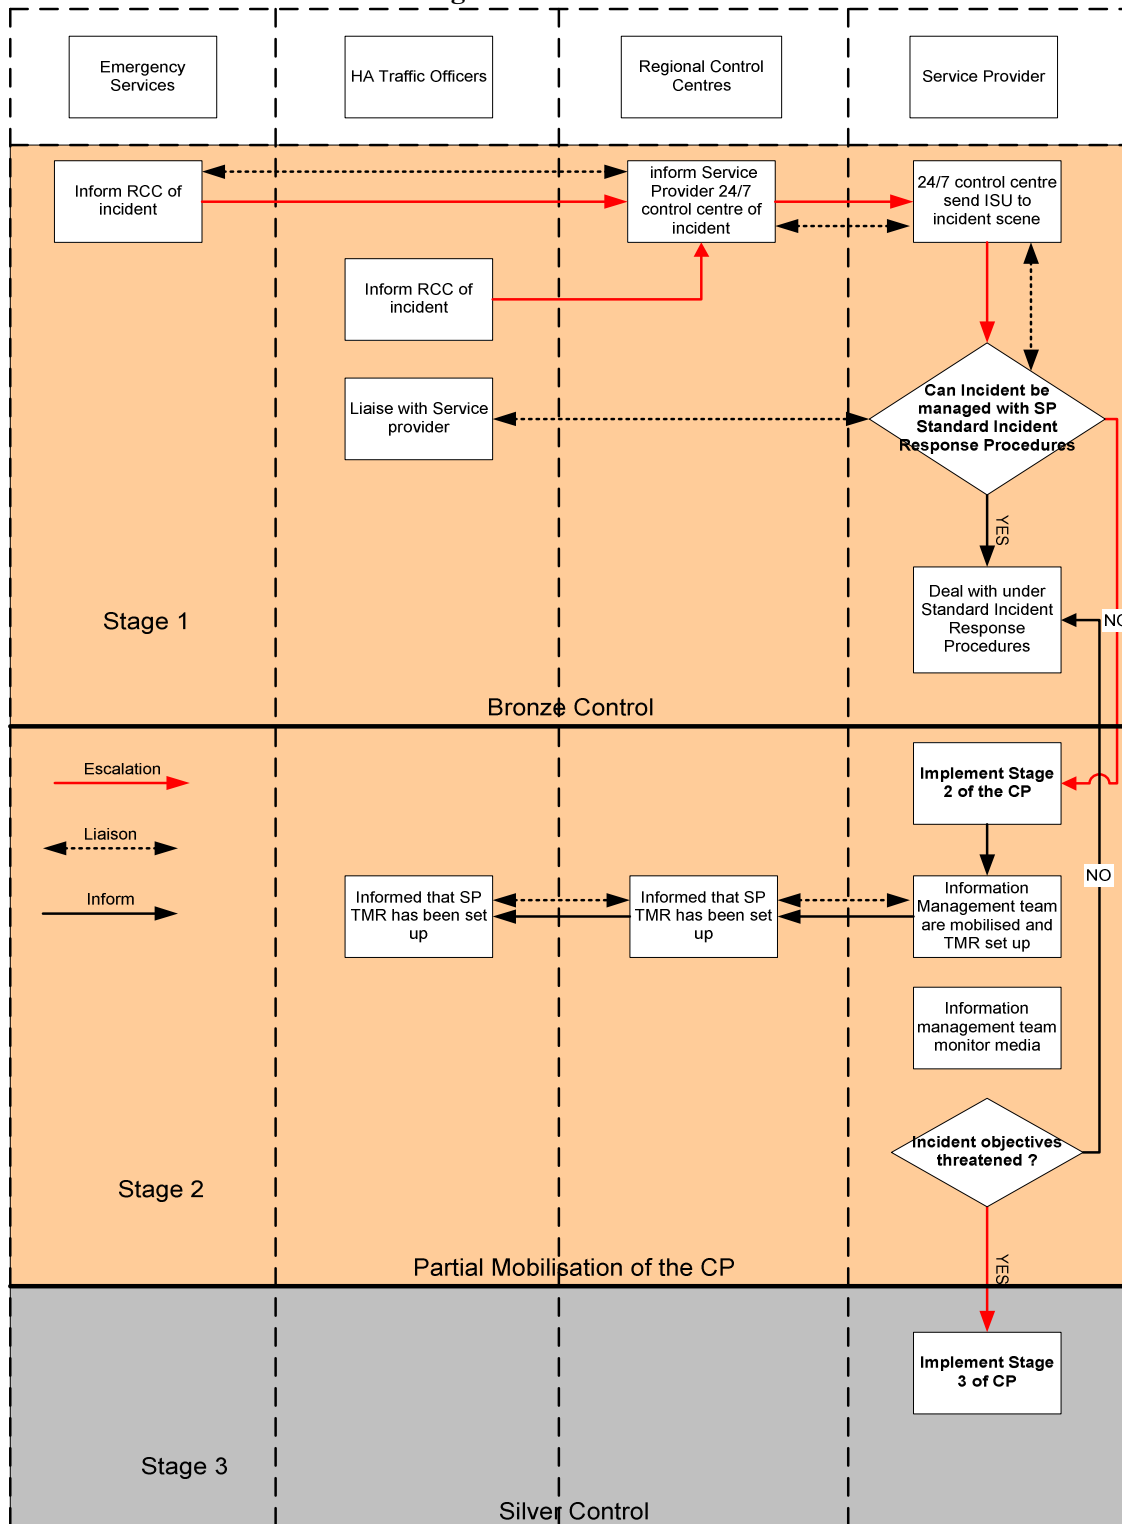 Emergency
Services
HA Traffic Officers
Regional Control
Centres
Service Provider
Inform RCC of
incident
inform Service
Provider 24/7
control centre of
incident
24/7 control centre
send ISU to
incident scene
Inform RCC of
incident
Liaise with Service
provider
Can Incident be
managed with SP
Standard Incident
Response Procedures
YES
Deal with under
Standard Incident
Response
Procedures
NO
Stage 1
Bronze Control
Escalation
Liaison
Inform
Implement Stage
2 of the CP
NO
Informed that SP
TMR has been set
up
Informed that SP
TMR has been set
up
Information
Management team
are mobilised and
TMR set up
Information
management team
monitor media
Incident objectives
threatened ?
Stage 2
YES
Partial Mobilisation of the CP
Implement Stage
3 of CP
Stage 3
Silver Control